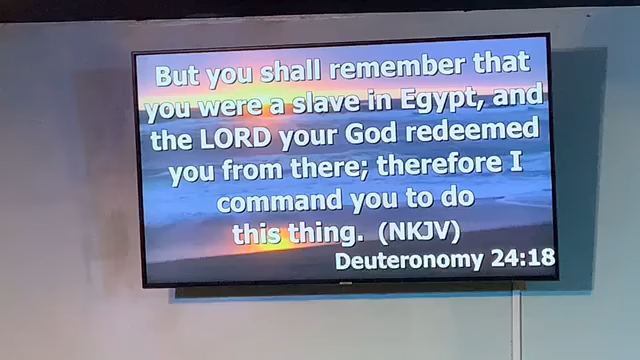 But you shall remember that
you were a slave in Egypt, and
the LORD your God redeemed
you from there; therefore I
command you to do
this thing. (NKJV)
Deuteronomy 24:18